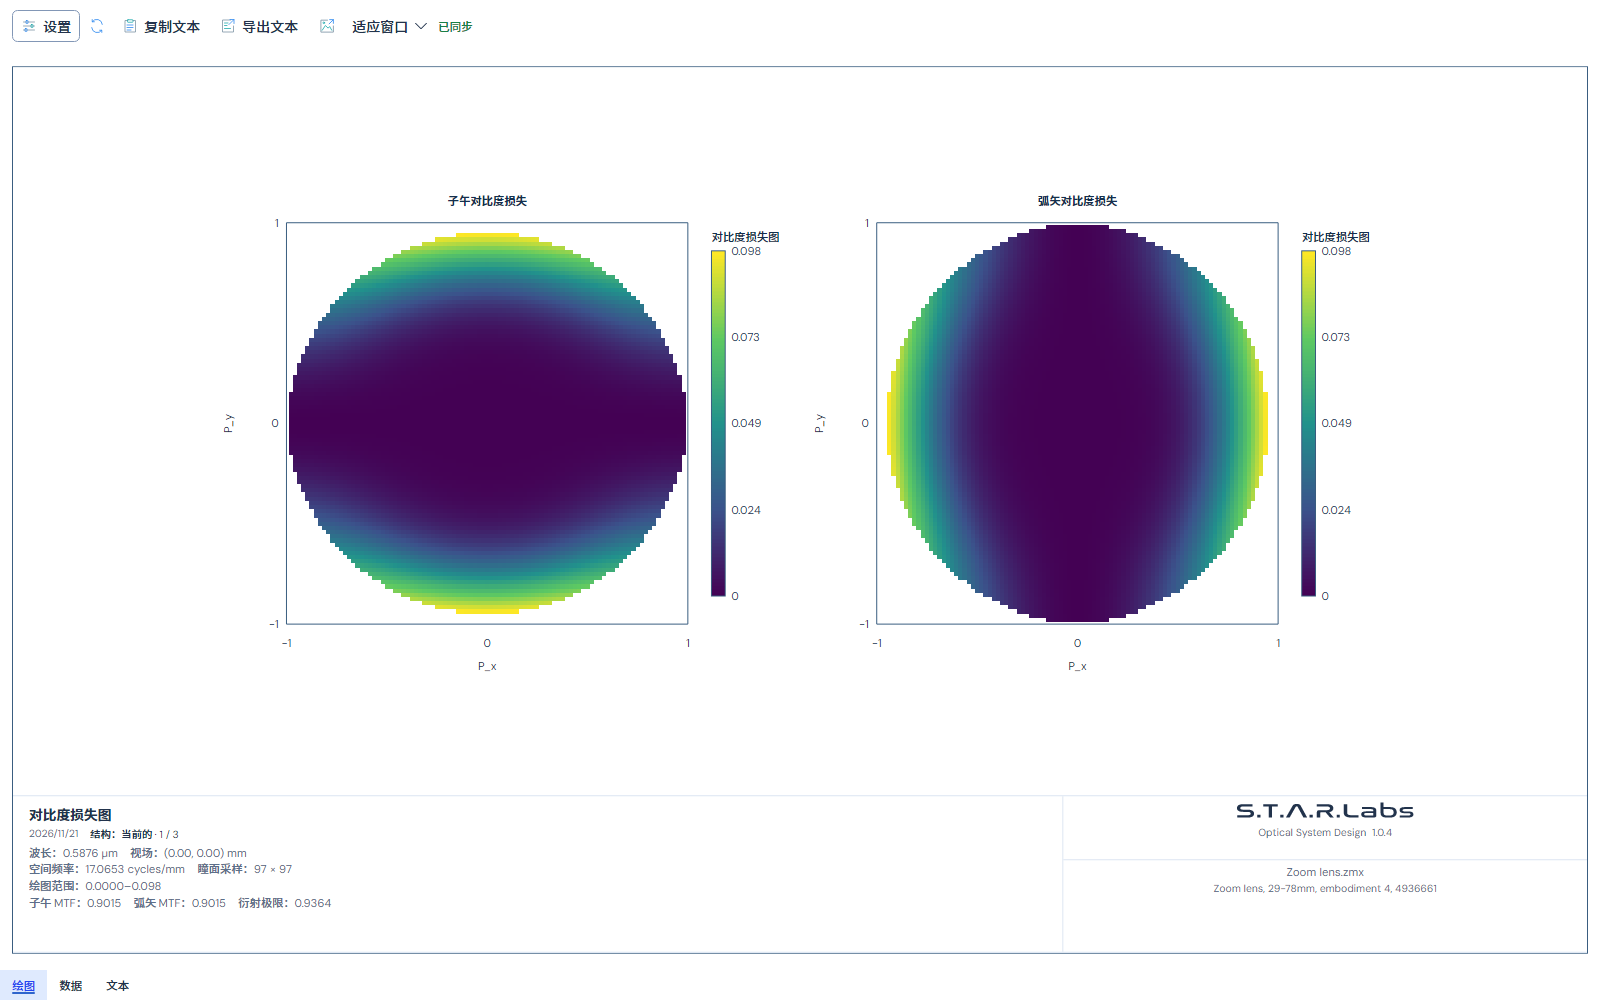 设置 复制文本 导出文本 适应窗口 已同步
子午对比度损失
1
0
-1
P_y
-1 0 1
P_x
对比度损失图
0.098
0.073
0.049
0.024
0
弧矢对比度损失
1
0
-1
P_y
-1 0 1
P_x
对比度损失图
0.098
0.073
0.049
0.024
0
对比度损失图
2026/11/21 结构：当前的 · 1 / 3
波长：0.5876 μm 视场：(0.00, 0.00) mm
空间频率：17.0653 cycles/mm 瞳面采样：97 × 97
绘图范围：0.0000–0.098
子午 MTF：0.9015 弧矢 MTF：0.9015 衍射极限：0.9364
S.T.A.R.Labs
Optical System Design 1.0.4
Zoom lens.zmx
Zoom lens, 29-78mm, embodiment 4, 4936661
绘图 数据 文本